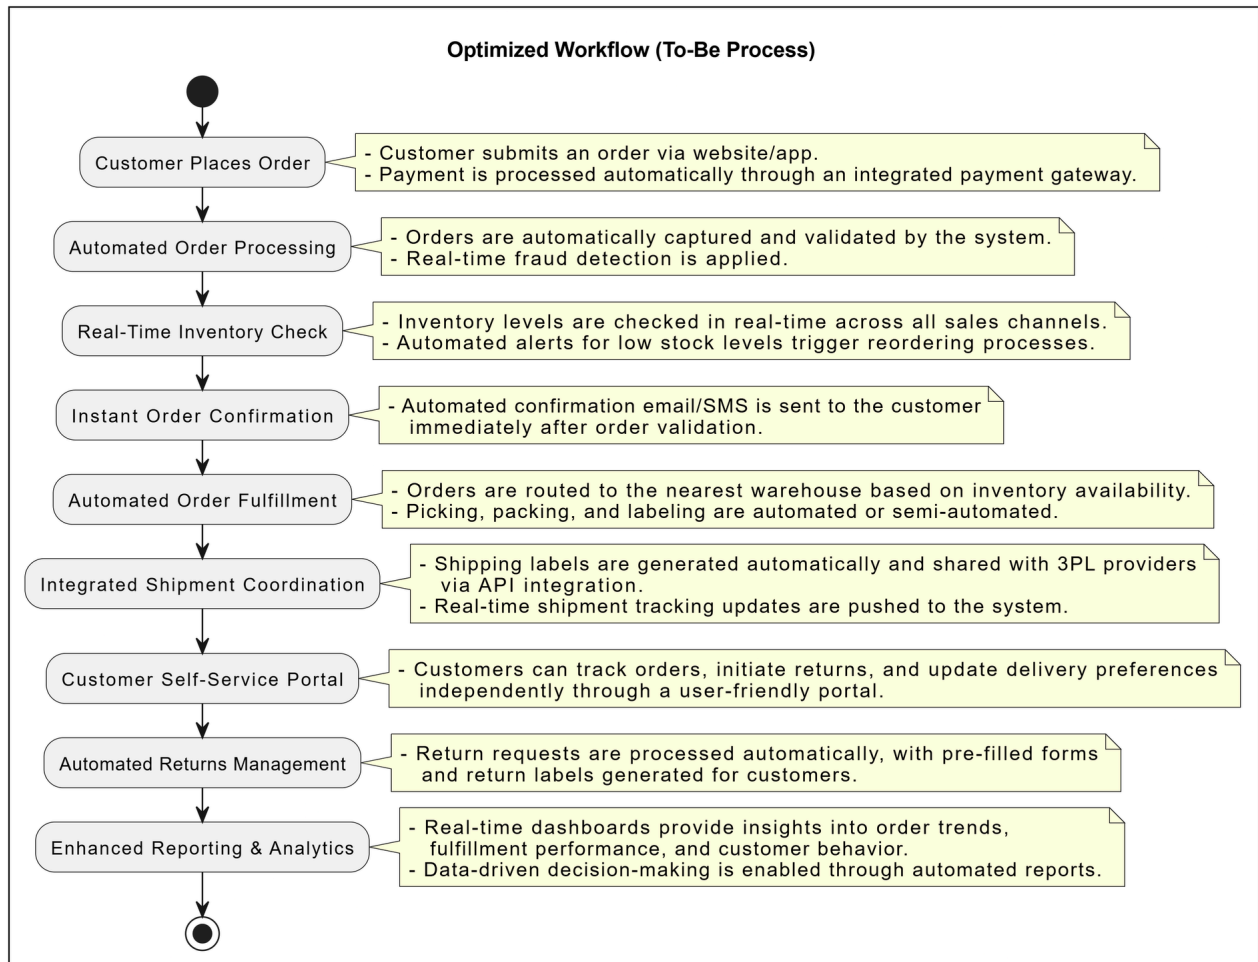 Optimized Workflow (To-Be Process)
Customer Places Order
- Customer submits an order via website/app.
- Payment is processed automatically through an integrated payment gateway.
Automated Order Processing
- Orders are automatically captured and validated by the system.
- Real-time fraud detection is applied.
Real-Time Inventory Check
- Inventory levels are checked in real-time across all sales channels.
- Automated alerts for low stock levels trigger reordering processes.
Instant Order Confirmation
- Automated confirmation email/SMS is sent to the customer
immediately after order validation.
Automated Order Fulfillment
- Orders are routed to the nearest warehouse based on inventory availability.
- Picking, packing, and labeling are automated or semi-automated.
Integrated Shipment Coordination
- Shipping labels are generated automatically and shared with 3PL providers
via API integration.
- Real-time shipment tracking updates are pushed to the system.
Customer Self-Service Portal
- Customers can track orders, initiate returns, and update delivery preferences
independently through a user-friendly portal.
Automated Returns Management
- Return requests are processed automatically, with pre-filled forms
and return labels generated for customers.
Enhanced Reporting & Analytics
- Real-time dashboards provide insights into order trends,
fulfillment performance, and customer behavior.
- Data-driven decision-making is enabled through automated reports.